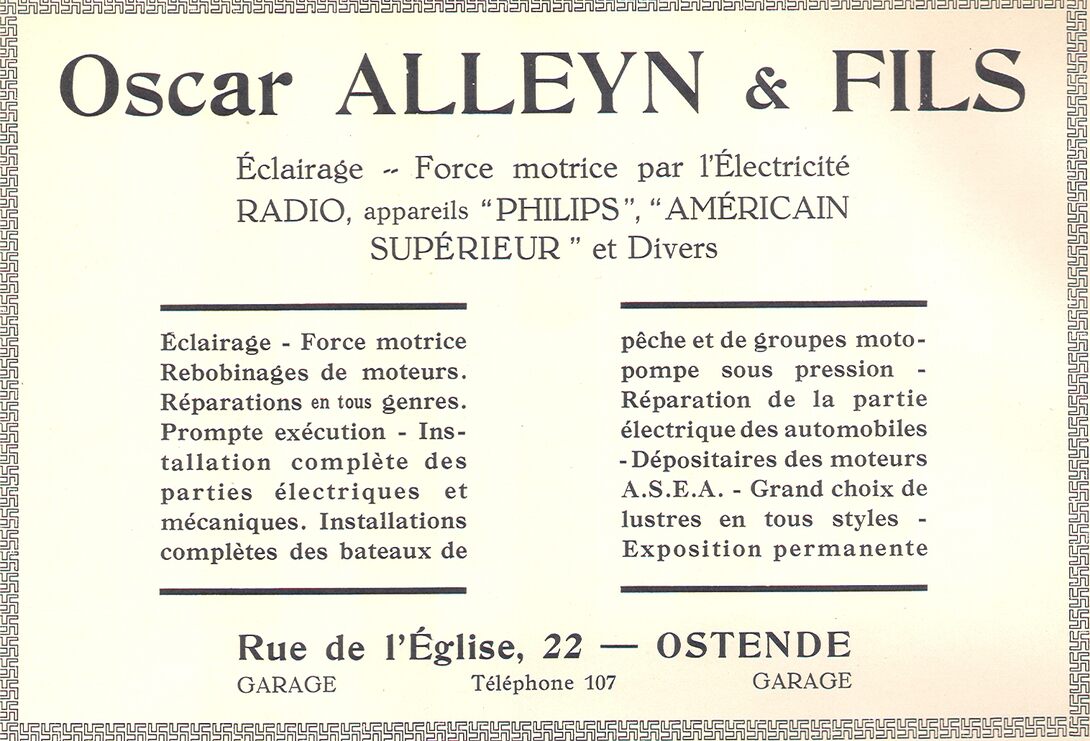 Oscar ALLEYN & FILS
Éclairage -- Force motrice par l'Électricité
RADIO, appareils “PHILIPS”, “AMÉRICAIN
SUPÉRIEUR” et Divers
Éclairage - Force motrice
Rebobinages de moteurs.
Réparations en tous genres.
Prompte exécution - Ins-
tallation complète des
parties électriques et
mécaniques. Installations
complètes des bateaux de
pêche et de groupes moto-
pompe sous pression -
Réparation de la partie
électrique des automobiles
- Dépositaires des moteurs
A.S.E.A. - Grand choix de
lustres en tous styles -
Exposition permanente
Rue de l'Église, 22 — OSTENDE
GARAGE Téléphone 107 GARAGE